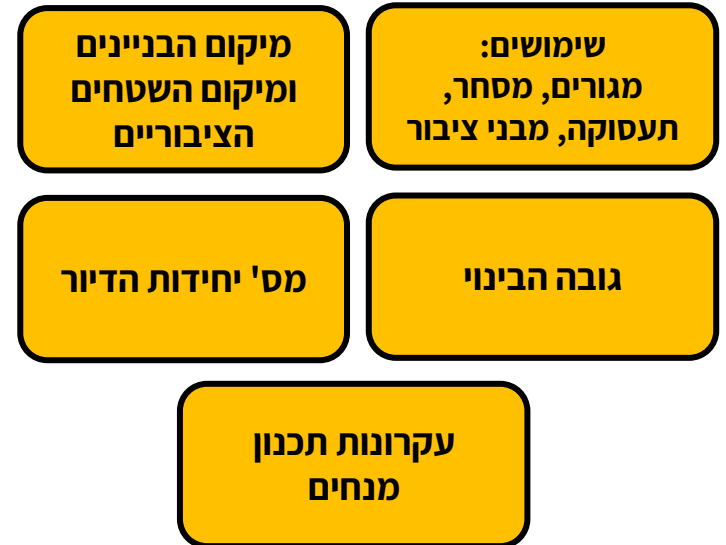 שימושים:
מגורים, מסחר,
תעסוקה, מבני ציבור
מיקום הבניינים
ומיקום השטחים
הציבוריים
גובה הבינוי
מס' יחידות הדיור
עקרונות תכנון
מנחים